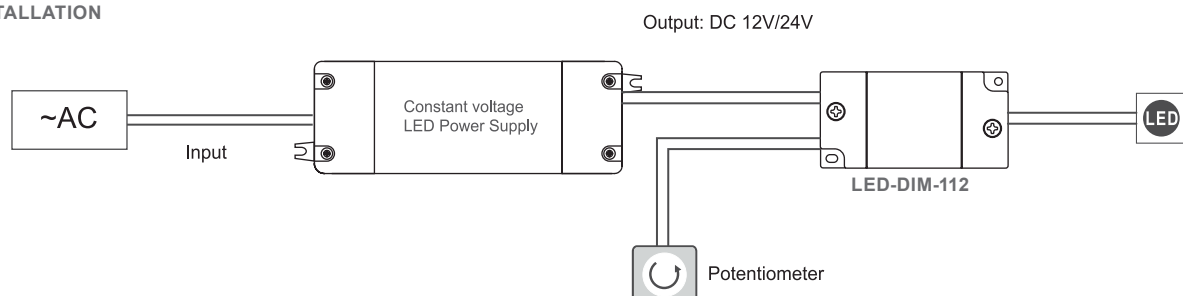 TALLATION
Output: DC 12V/24V
~AC
Input
Constant voltage
LED Power Supply
LED
LED-DIM-112
Potentiometer